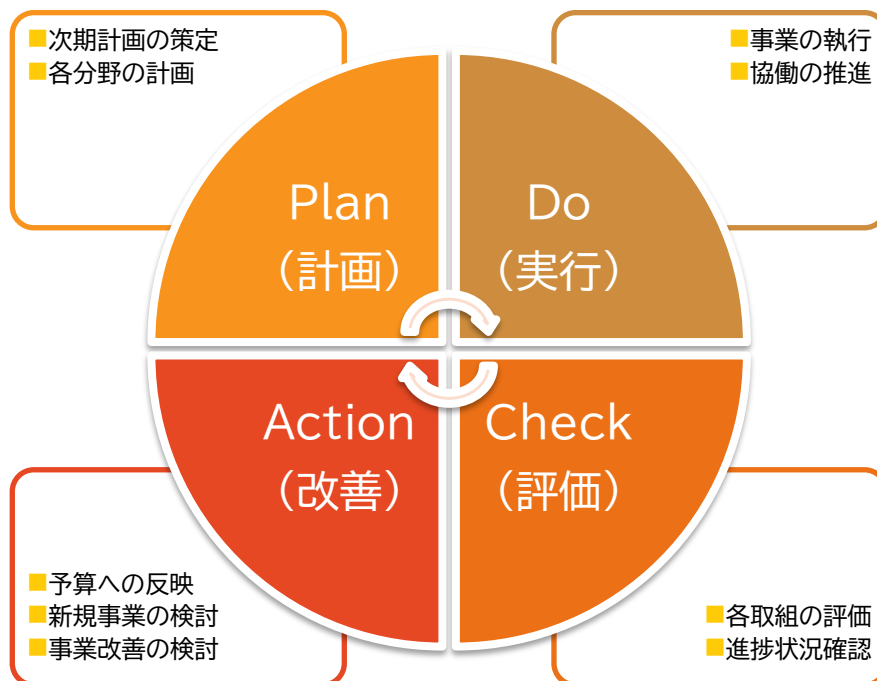 ■次期計画の策定
■各分野の計画
■事業の執行
■協働の推進
Plan
（計画）
Do
（実行）
Action
（改善）
Check
（評価）
■予算への反映
■新規事業の検討
■事業改善の検討
■各取組の評価
■進捗状況確認